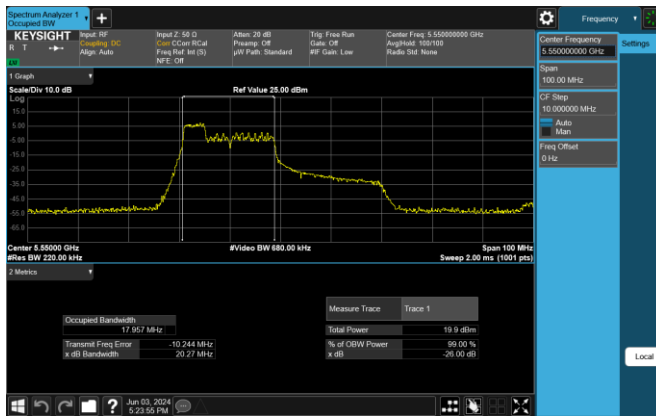 Spectrum Analyzer 1
Occupied BW
+
Frequency
KEYSIGHT
R T
Input: RF
Coupling: DC
Align: Auto
Input Z: 50 Ω
Corr CCorr RCal
Freq Ref: Int (S)
NFE: Off
Atten: 20 dB
Preamp: Off
µW Path: Standard
Trig: Free Run
Gate: Off
#IF Gain: Low
Center Freq: 5.550000000 GHz
Avg|Hold: 100/100
Radio Std: None
Center Frequency
5.550000000 GHz
Settings
Span
100.00 MHz
CF Step
10.000000 MHz
Auto
Man
Freq Offset
0 Hz
Local
1 Graph
Scale/Div 10.0 dB
Ref Value 25.00 dBm
Log
15.0
5.00
-5.00
-15.0
-25.0
-35.0
-45.0
-55.0
-65.0
Center 5.55000 GHz
#Video BW 680.00 kHz
Span 100 MHz
#Res BW 220.00 kHz
Sweep 2.00 ms (1001 pts)
2 Metrics
Occupied Bandwidth
17.957 MHz
Transmit Freq Error -10.244 MHz
x dB Bandwidth 20.27 MHz
Measure Trace Trace 1
Total Power 19.9 dBm
% of OBW Power 99.00 %
x dB -26.00 dB
?
Jun 03, 2024
5:23:55 PM